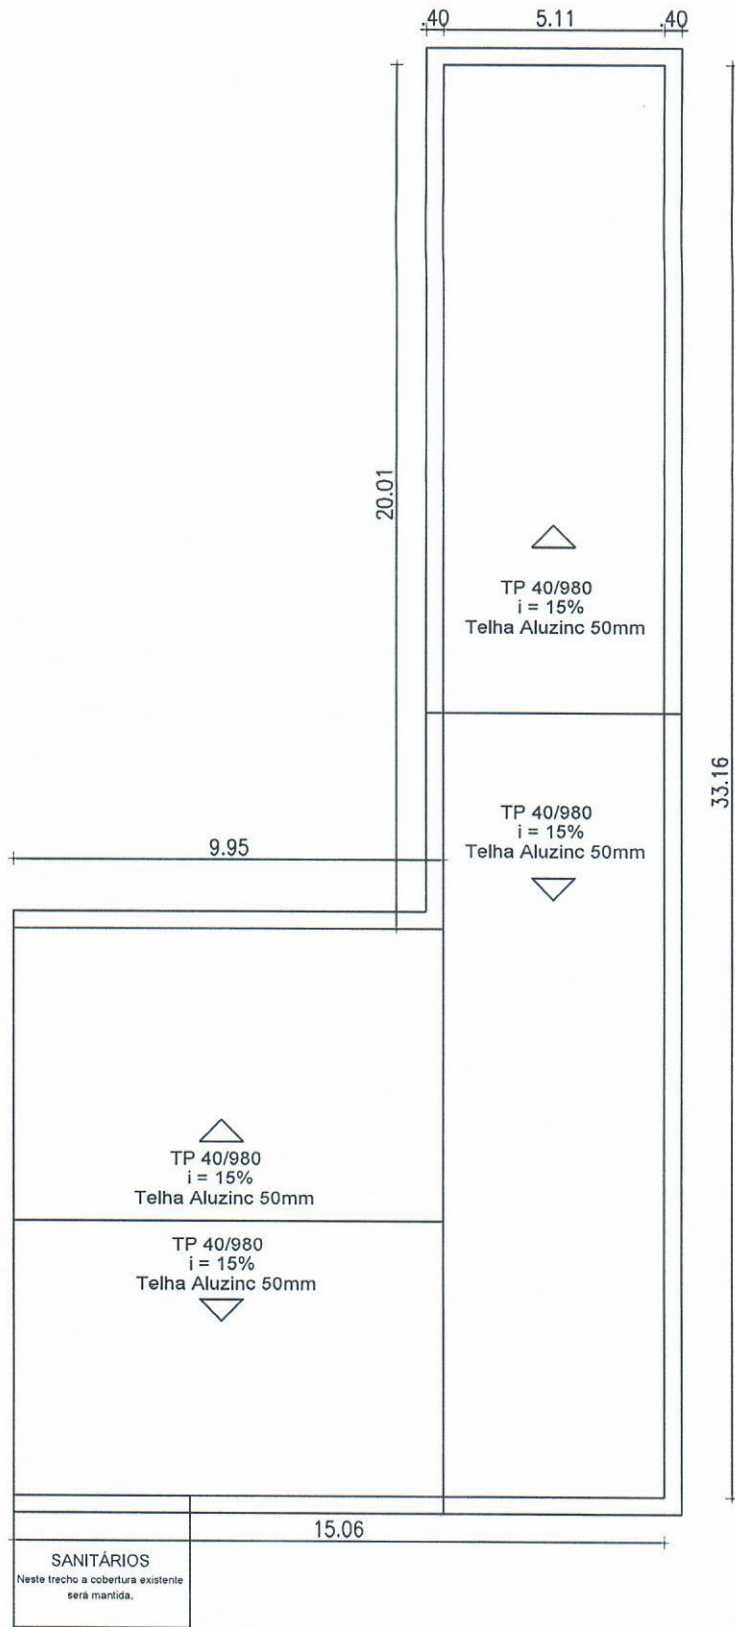 .40
5.11
.40
20.01
TP 40/980
i = 15%
Telha Aluzinc 50mm
33.16
TP 40/980
i = 15%
Telha Aluzinc 50mm
9.95
TP 40/980
i = 15%
Telha Aluzinc 50mm
TP 40/980
i = 15%
Telha Aluzinc 50mm
15.06
SANITÁRIOS
Neste trecho a cobertura existente
será mantida.